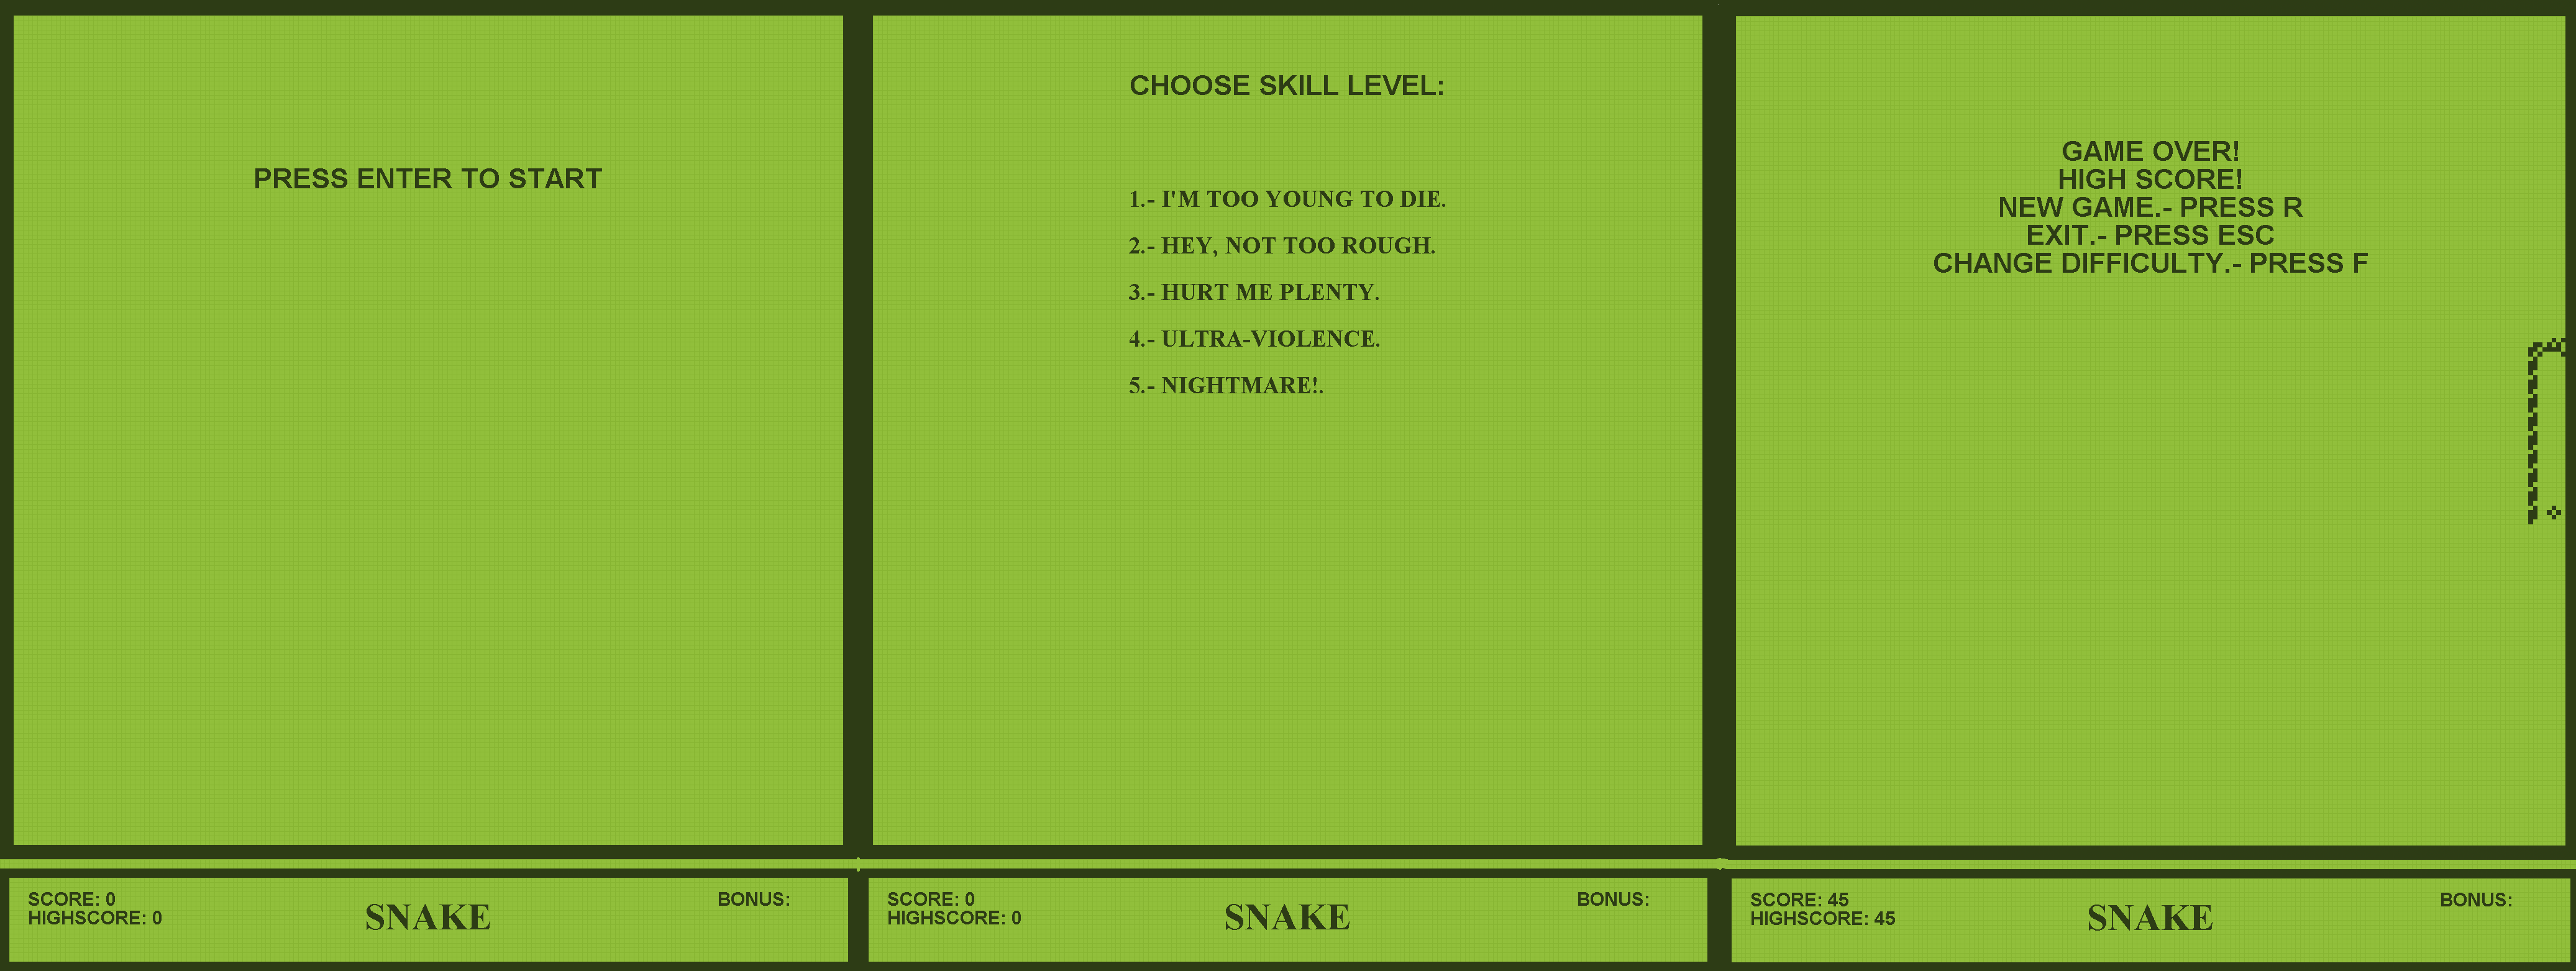 PRESS ENTER TO START
SCORE: 0
HIGHSCORE: 0
SNAKE
BONUS:
CHOOSE SKILL LEVEL:
1.- I'M TOO YOUNG TO DIE.
2.- HEY, NOT TOO ROUGH.
3.- HURT ME PLENTY.
4.- ULTRA-VIOLENCE.
5.- NIGHTMARE!.
SCORE: 0
HIGHSCORE: 0
SNAKE
BONUS:
GAME OVER!
HIGH SCORE!
NEW GAME.- PRESS R
EXIT.- PRESS ESC
CHANGE DIFFICULTY.- PRESS F
SCORE: 45
HIGHSCORE: 45
SNAKE
BONUS: